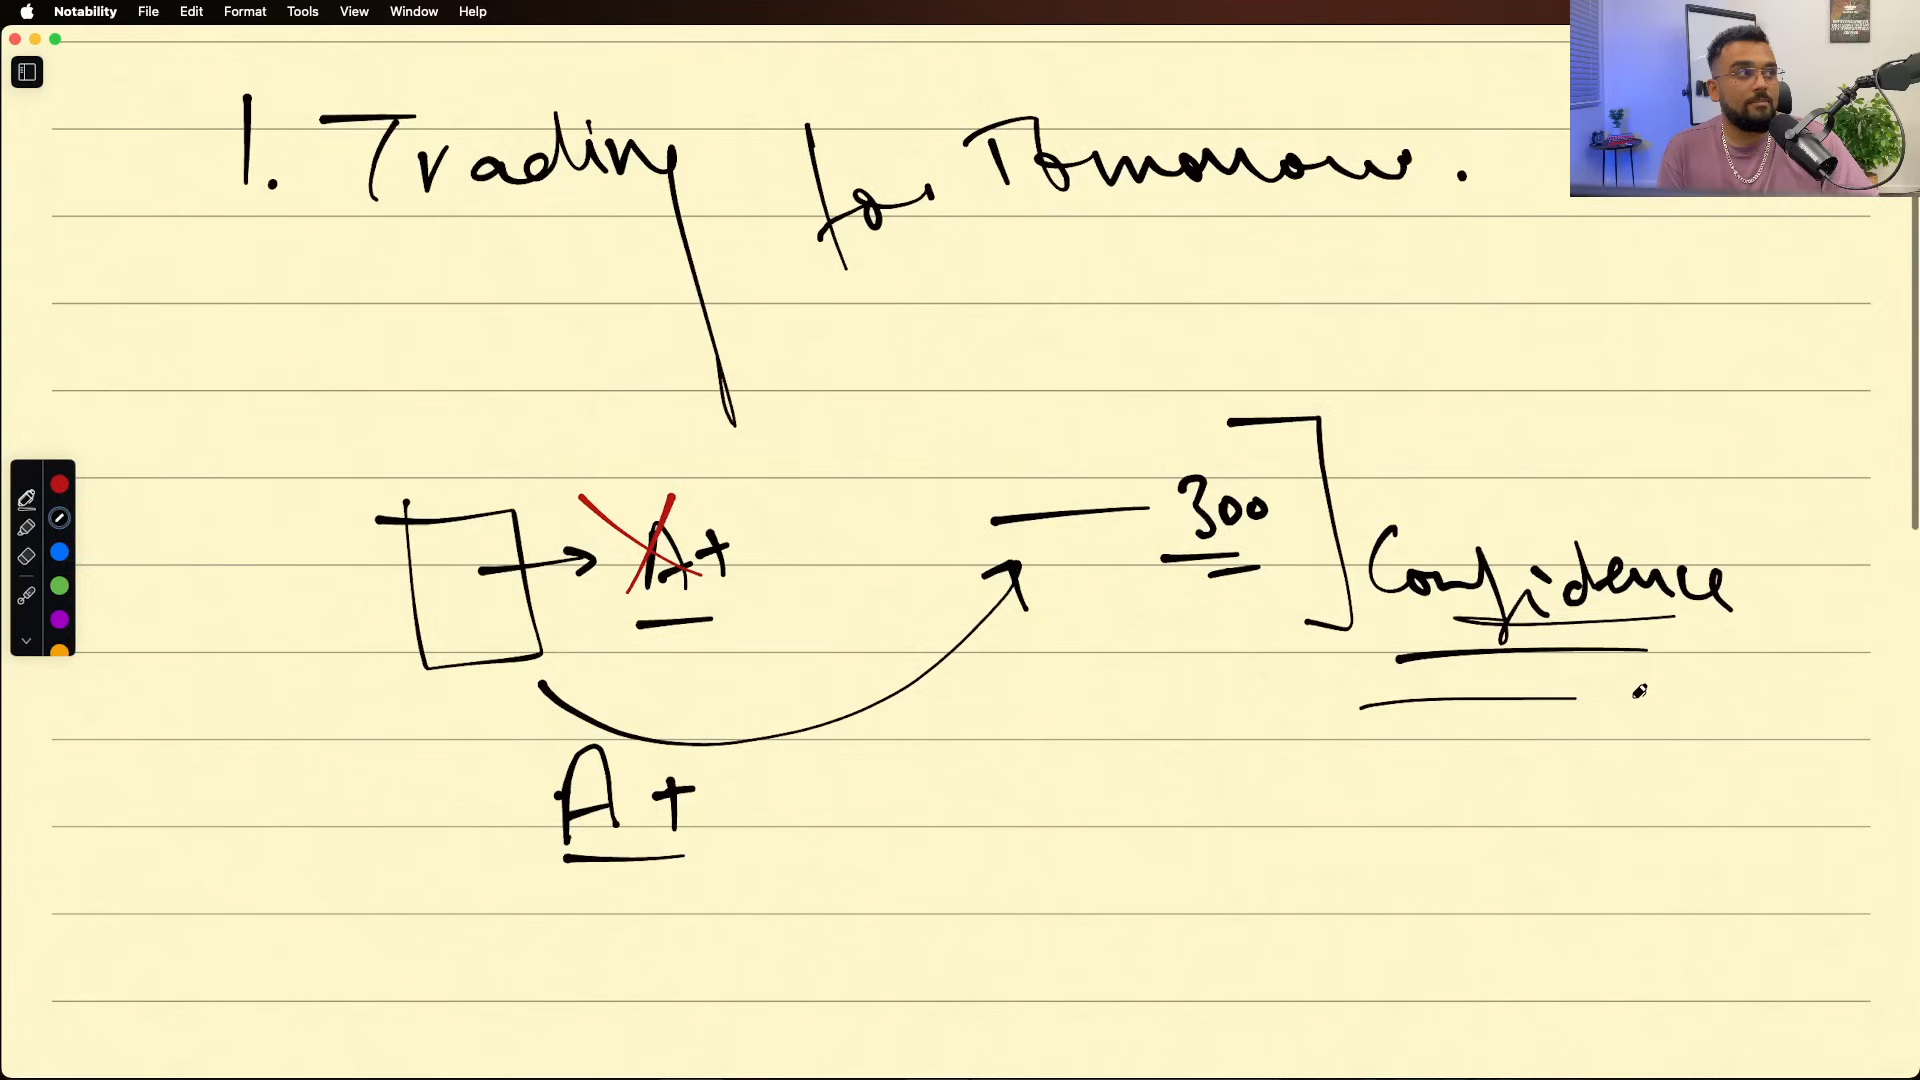 Notability File Edit Format Tools View Window Help
1. Trading for Tomorrow.
A+
300
Confidence
A+